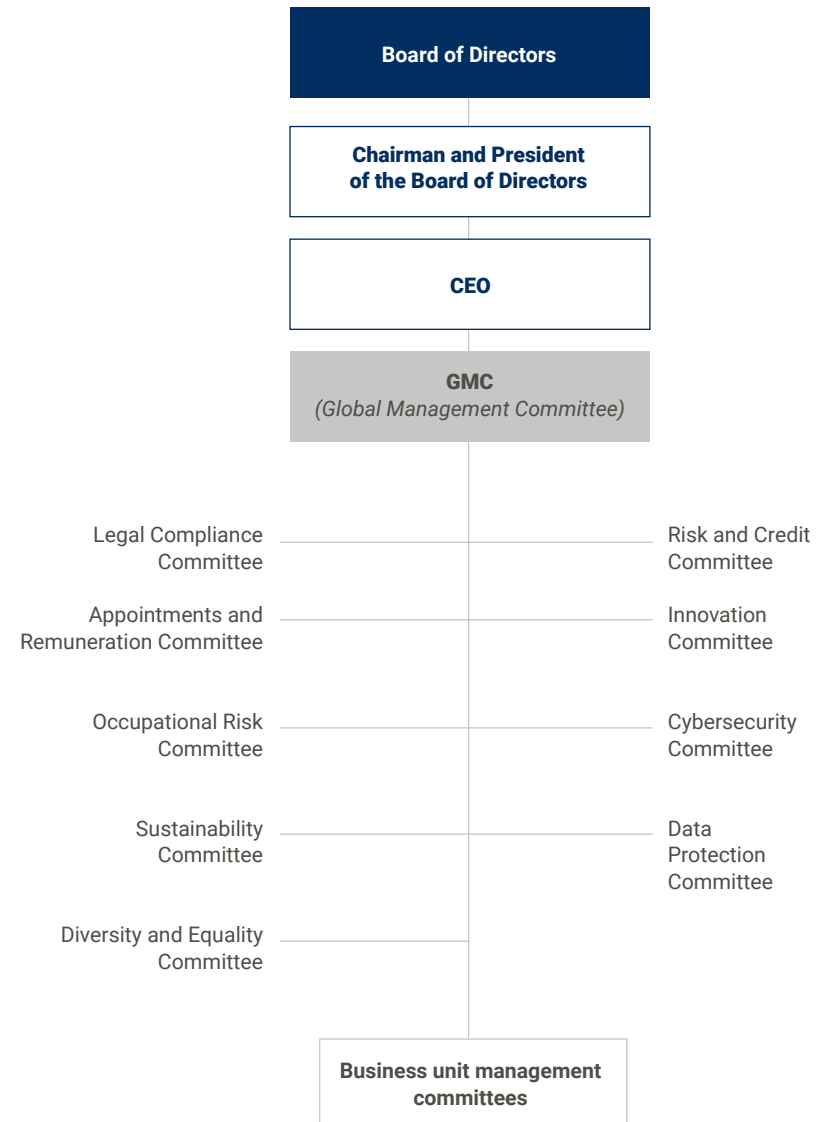 Board of Directors
Chairman and President
of the Board of Directors
CEO
GMC
(Global Management Committee)
Legal Compliance
Committee
Risk and Credit
Committee
Appointments and
Remuneration Committee
Innovation
Committee
Occupational Risk
Committee
Cybersecurity
Committee
Sustainability
Committee
Data
Protection
Committee
Diversity and Equality
Committee
Business unit management
committees